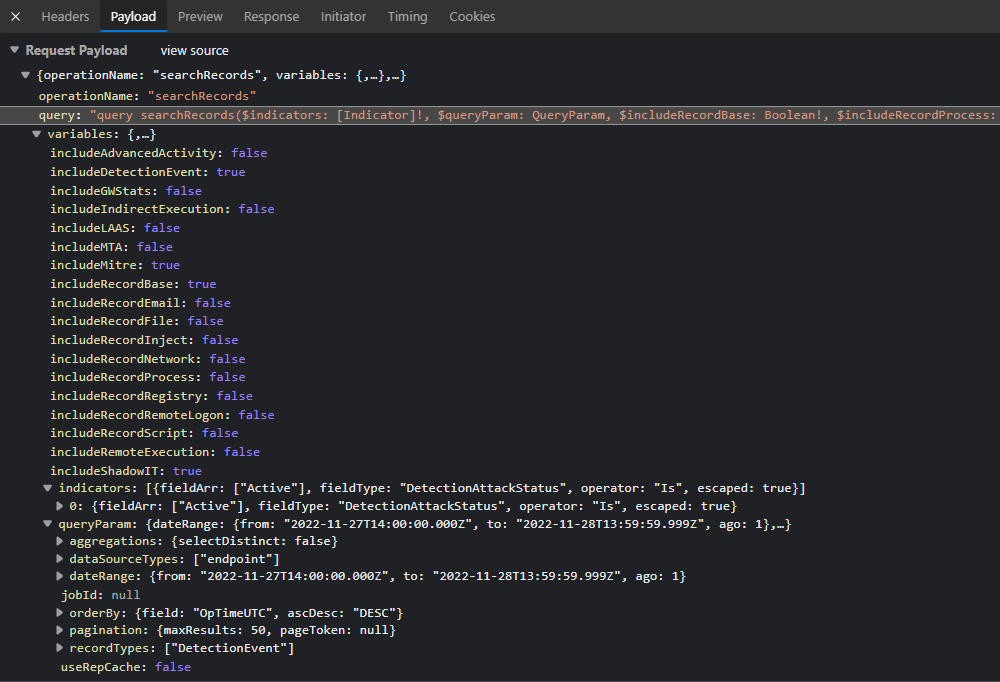 Headers Payload Preview Response Initiator Timing Cookies
Request Payload view source
{operationName: "searchRecords", variables: {,…},…}
operationName: "searchRecords"
query: "query searchRecords($indicators: [Indicator]!, $queryParam: QueryParam, $includeRecordBase: Boolean!, $includeRecordProcess:
variables: {,…}
includeAdvancedActivity: false
includeDetectionEvent: true
includeGWStats: false
includeIndirectExecution: false
includeLAAS: false
includeMTA: false
includeMitre: true
includeRecordBase: true
includeRecordEmail: false
includeRecordFile: false
includeRecordInject: false
includeRecordNetwork: false
includeRecordProcess: false
includeRecordRegistry: false
includeRecordRemoteLogon: false
includeRecordScript: false
includeRemoteExecution: false
includeShadowIT: true
indicators: [{fieldArr: ["Active"], fieldType: "DetectionAttackStatus", operator: "Is", escaped: true}]
0: {fieldArr: ["Active"], fieldType: "DetectionAttackStatus", operator: "Is", escaped: true}
queryParam: {dateRange: {from: "2022-11-27T14:00:00.000Z", to: "2022-11-28T13:59:59.999Z", ago: 1},…}
aggregations: {selectDistinct: false}
dataSourceTypes: ["endpoint"]
dateRange: {from: "2022-11-27T14:00:00.000Z", to: "2022-11-28T13:59:59.999Z", ago: 1}
jobId: null
orderBy: {field: "OpTimeUTC", ascDesc: "DESC"}
pagination: {maxResults: 50, pageToken: null}
recordTypes: ["DetectionEvent"]
useRepCache: false